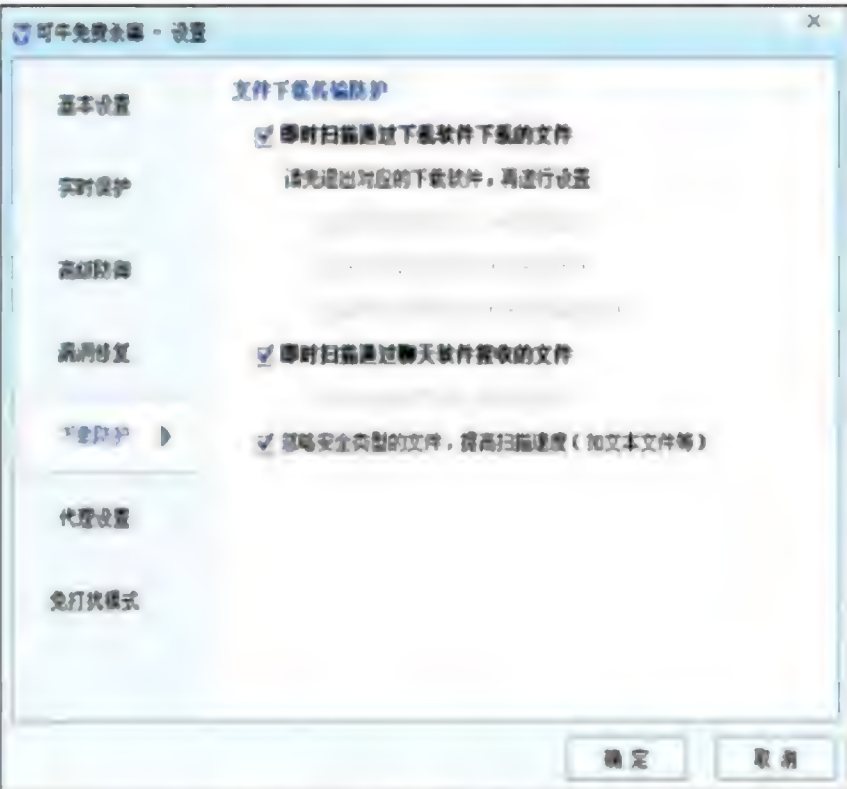 可牛免费杀毒 - 设置
基本设置
实时保护
高级防御
漏洞修复
下载防护
代理设置
免打扰模式
文件下载传输防护
即时扫描通过下载软件下载的文件
请先退出对应的下载软件，再进行设置
即时扫描通过聊天软件接收的文件
忽略安全类型的文件，提高扫描速度（如文本文件等）
确定
取消